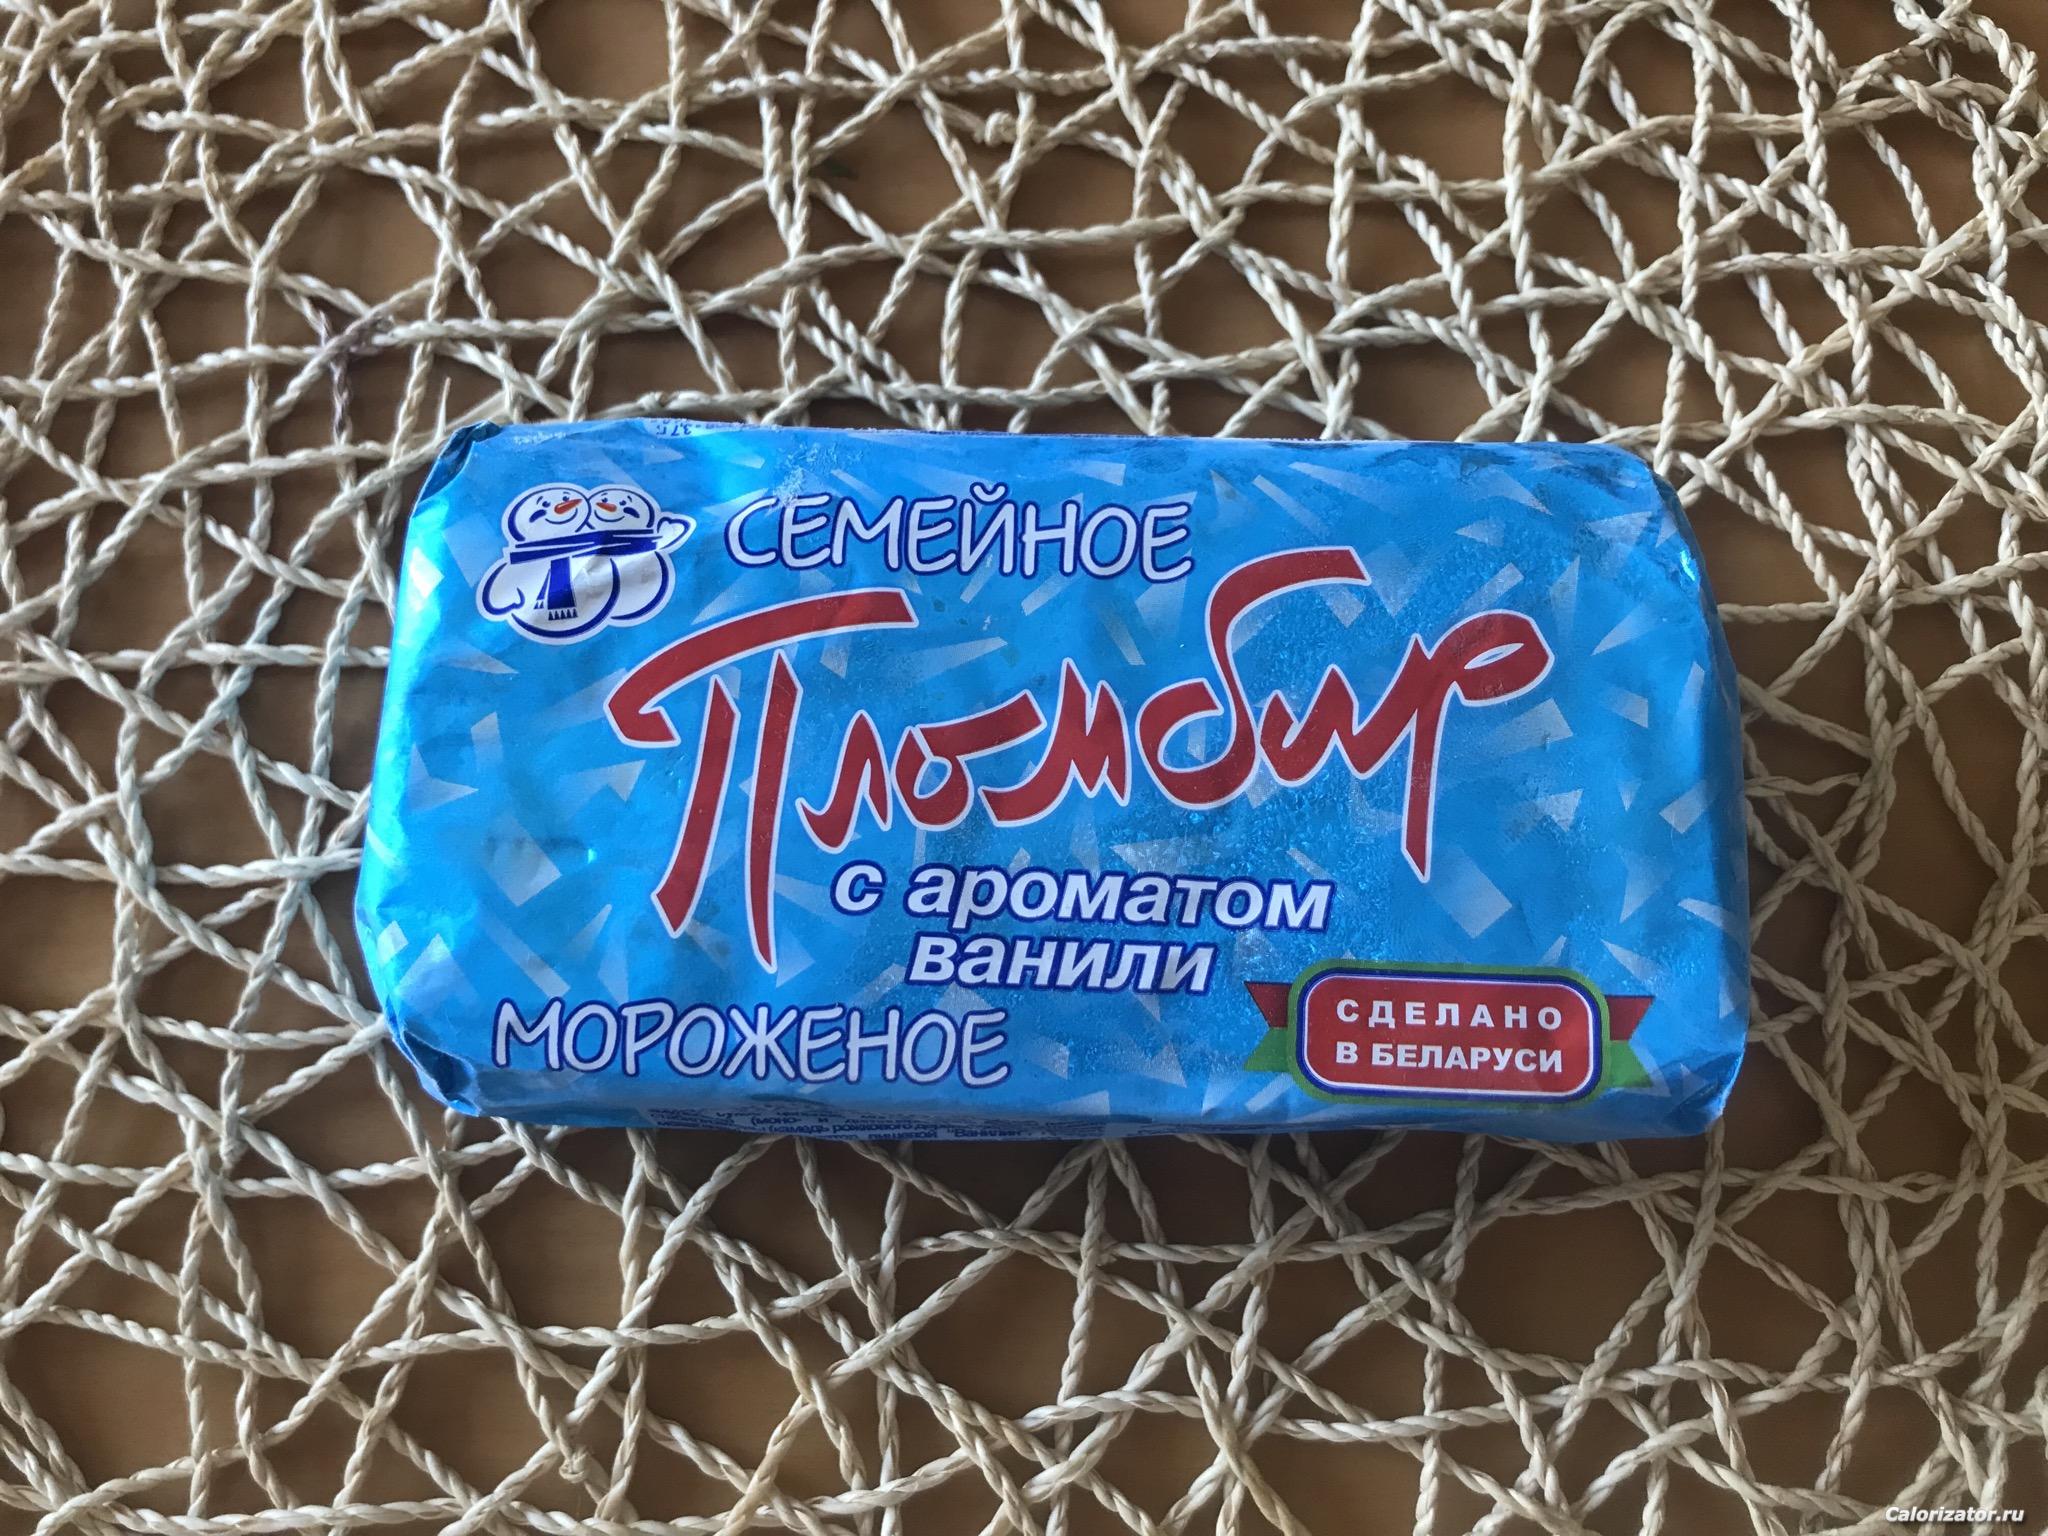 СЕМЕЙНОЕ
Пломбир
с ароматом
ванили
МОРОЖЕНОЕ
СДЕЛАНО
В БЕЛАРУСИ
Calorizator.ru